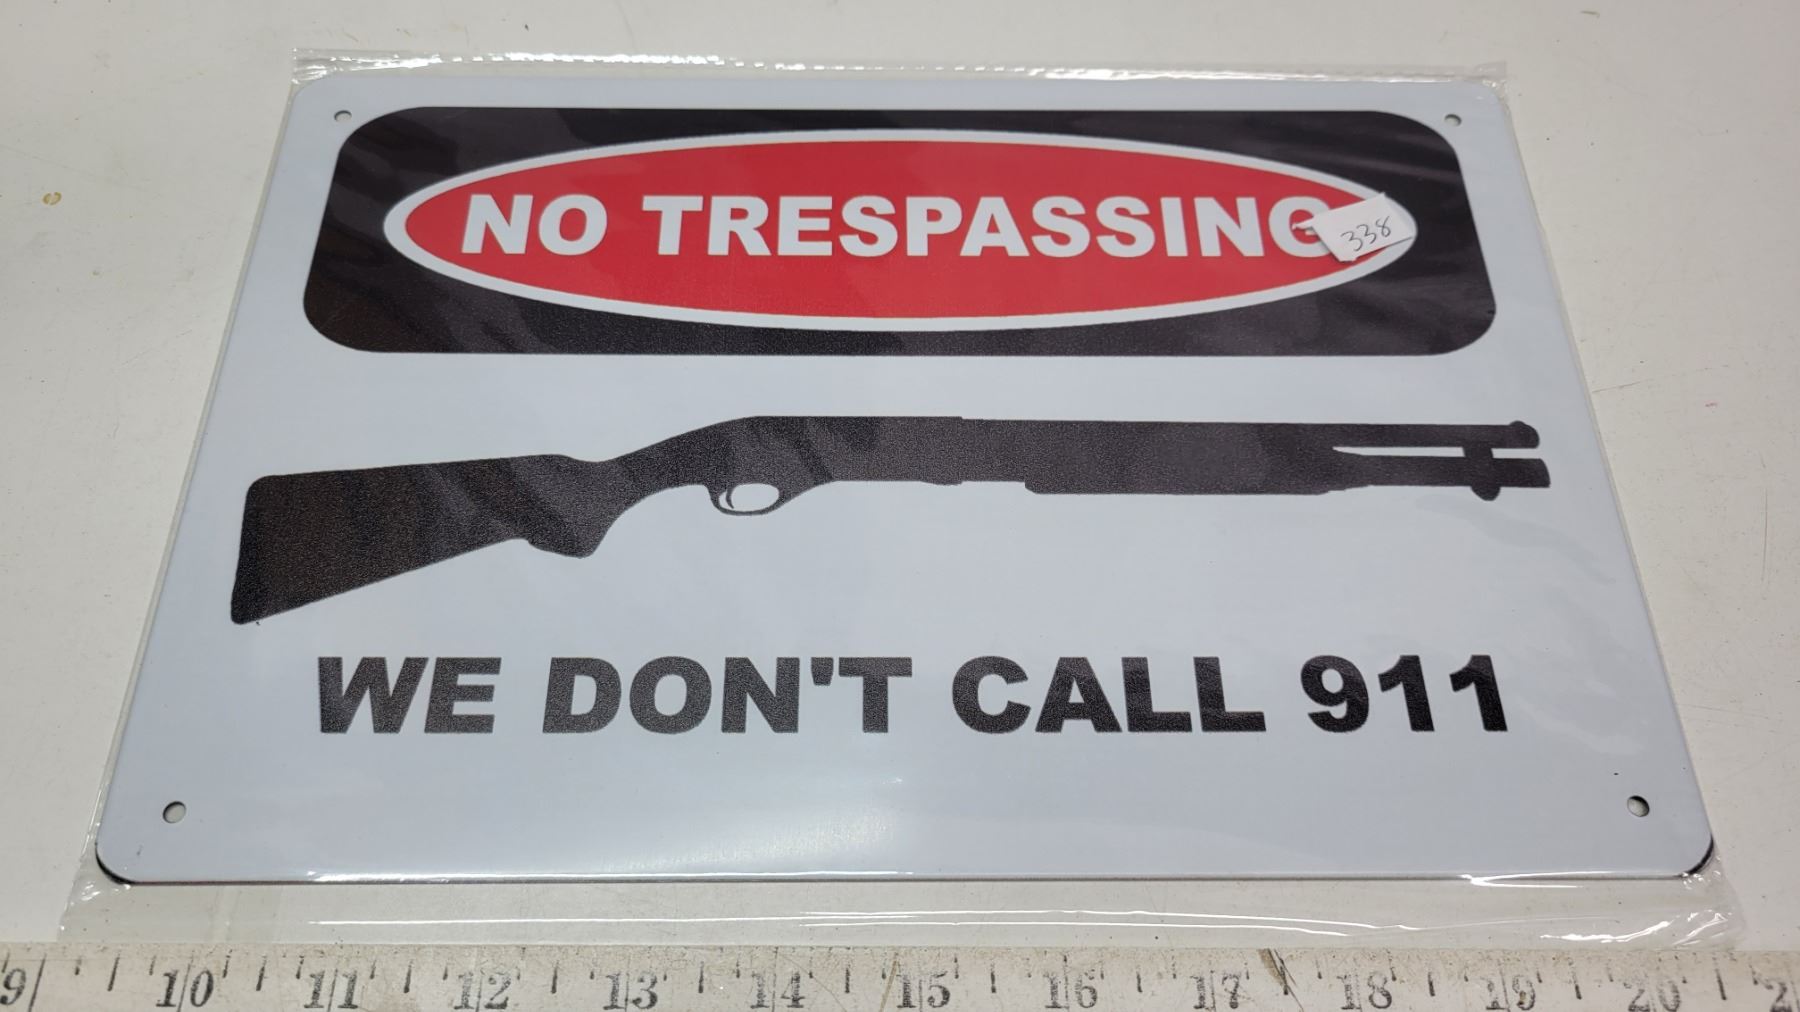 NO TRESPASSING
338
WE DON'T CALL 911
9 10 11 12 13 14 15 16 17 18 19 20 2